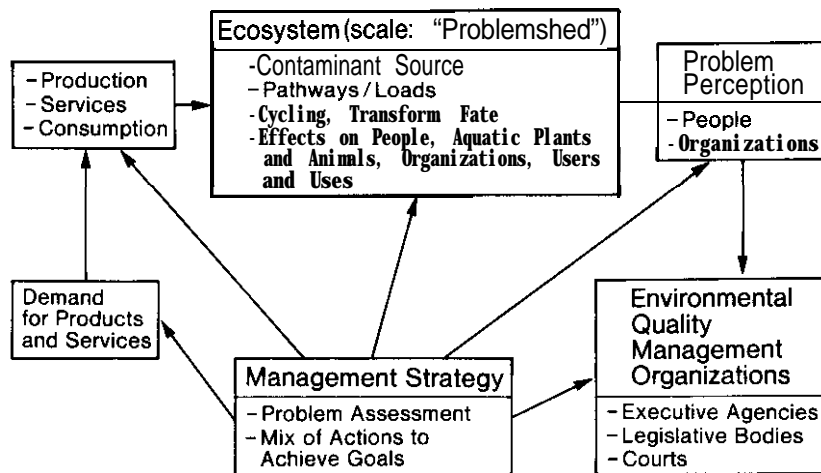 Ecosystem (scale: “Problemshed”)
-Contaminant Source
-Pathways/Loads
-Cycling, Transform Fate
-Effects on People, Aquatic Plants
and Animals, Organizations, Users
and Uses
-Production
-Services
-Consumption
Problem
Perception
-People
-Organizations
Demand
for Products
and Services
Management Strategy
-Problem Assessment
-Mix of Actions to
Achieve Goals
Environmental
Quality
Management
Organizations
-Executive Agencies
-Legislative Bodies
-Courts